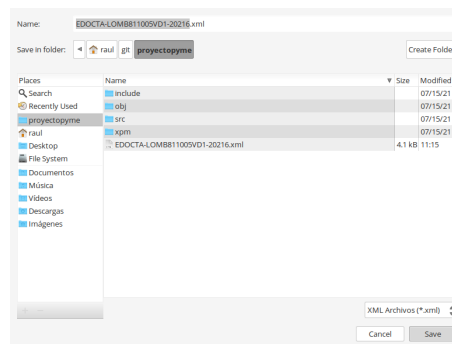 Name: EDOCTA-LOMB811005VD1-20216.xml
Save in folder: raul git proyectopyme Create Folde
Places Name Size Modified
Search include 07/15/21
Recently Used obj 07/15/21
proyectopyme src 07/15/21
raul xpm 07/15/21
Desktop EDOCTA-LOMB811005VD1-20216.xml 4.1 kB 11:15
File System
Documentos
Música
Vídeos
Descargas
Imágenes
XML Archivos (*.xml)
Cancel Save